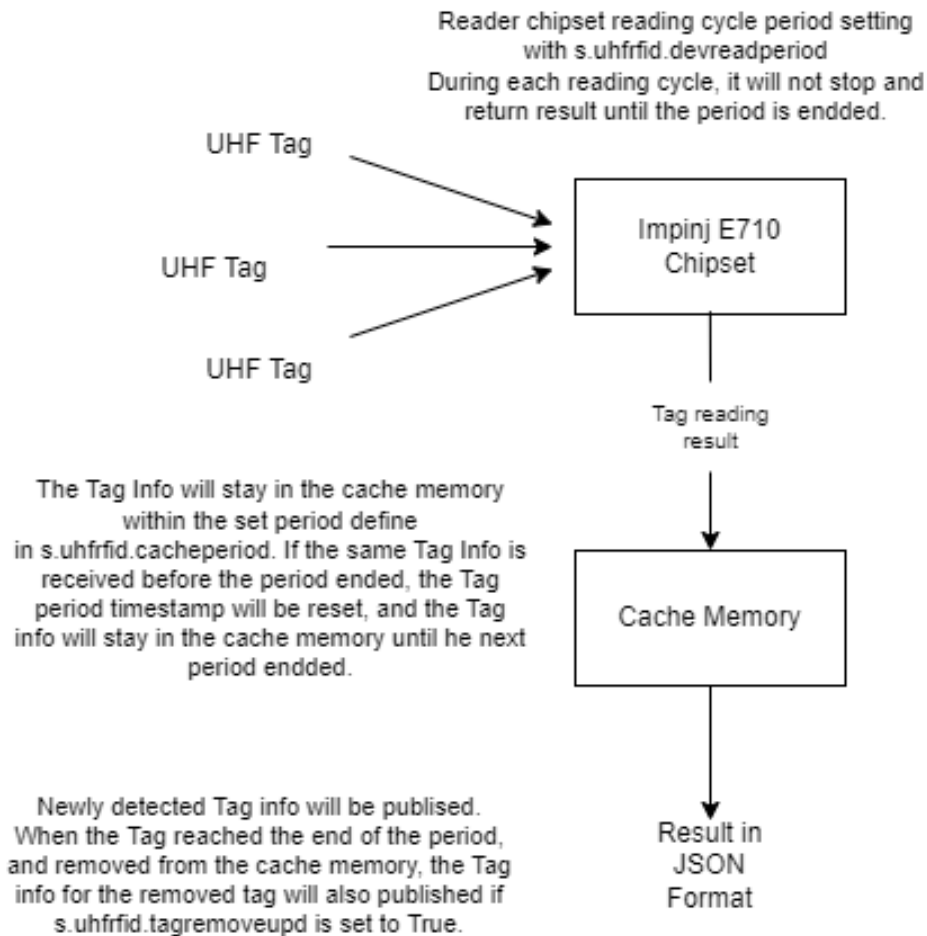 Reader chipset reading cycle period setting
with s.uhfrfid.devreadperiod
During each reading cycle, it will not stop and
return result until the period is endded.
UHF Tag
UHF Tag
UHF Tag
Impinj E710
Chipset
Tag reading
result
The Tag Info will stay in the cache memory
within the set period define
in s.uhfrfid.cacheperiod. If the same Tag Info is
received before the period ended, the Tag
period timestamp will be reset, and the Tag
info will stay in the cache memory until he next
period endded.
Cache Memory
Newly detected Tag info will be publised.
When the Tag reached the end of the period,
and removed from the cache memory, the Tag
info for the removed tag will also published if
s.uhfrfid.tagremoveupd is set to True.
Result in
JSON
Format